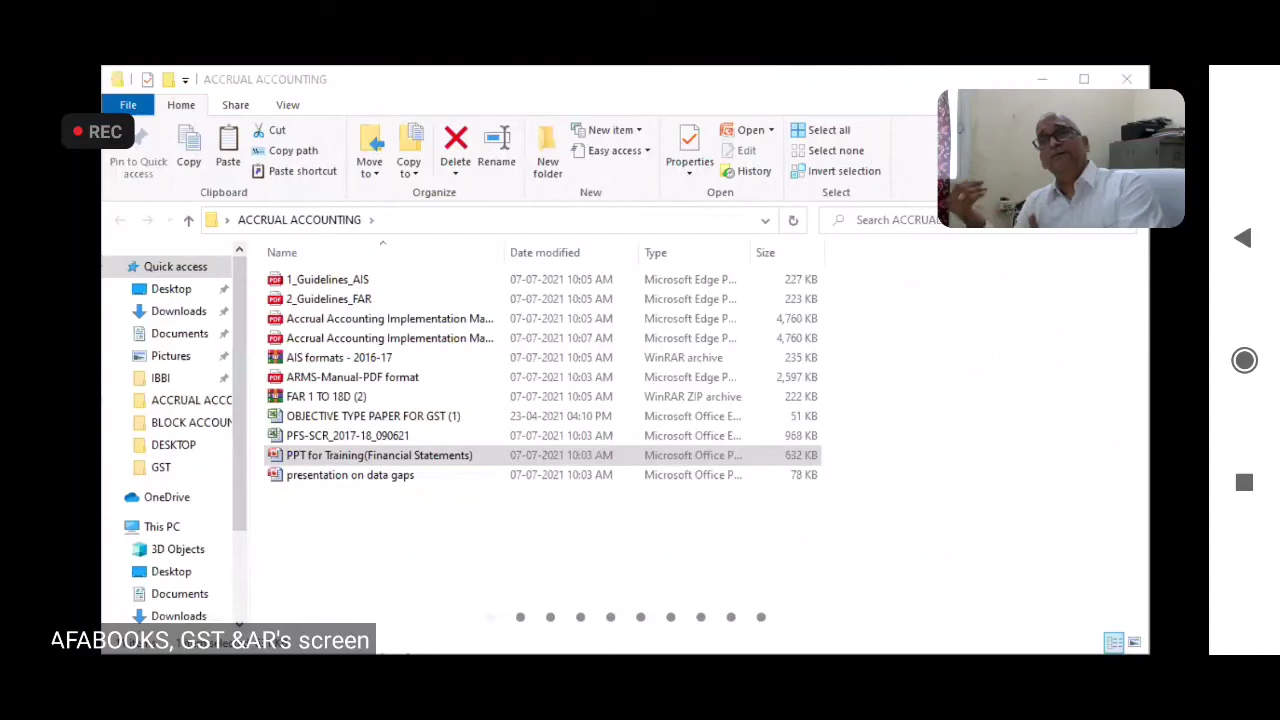 ACCRUAL ACCOUNTING
File Home Share View
REC
Pin to Quick access
Copy
Paste
Cut
Copy path
Paste shortcut
Clipboard
Move to
Copy to
Delete
Rename
Organize
New folder
New item
Easy access
New
Properties
Open
Edit
History
Open
Select all
Select none
Invert selection
Select
ACCRUAL ACCOUNTING
Search ACCRUA
Quick access
Desktop
Downloads
Documents
Pictures
IBBI
ACCRUAL ACCC
BLOCK ACCOUN
DESKTOP
GST
OneDrive
This PC
3D Objects
Desktop
Documents
Downloads
Name Date modified Type Size
1_Guidelines_AIS 07-07-2021 10:05 AM Microsoft Edge P... 227 KB
2_Guidelines_FAR 07-07-2021 10:05 AM Microsoft Edge P... 223 KB
Accrual Accounting Implementation Ma... 07-07-2021 10:05 AM Microsoft Edge P... 4,760 KB
Accrual Accounting Implementation Ma... 07-07-2021 10:07 AM Microsoft Edge P... 4,760 KB
AIS formats - 2016-17 07-07-2021 10:05 AM WinRAR archive 235 KB
ARMS-Manual-PDF format 07-07-2021 10:03 AM Microsoft Edge P... 2,597 KB
FAR 1 TO 18D (2) 07-07-2021 10:05 AM WinRAR ZIP archive 222 KB
OBJECTIVE TYPE PAPER FOR GST (1) 23-04-2021 04:10 PM Microsoft Office E... 51 KB
PFS-SCR_2017-18_090621 07-07-2021 10:03 AM Microsoft Office E... 968 KB
PPT for Training(Financial Statements) 07-07-2021 10:03 AM Microsoft Office P... 632 KB
presentation on data gaps 07-07-2021 10:03 AM Microsoft Office P... 78 KB
AFABOOKS, GST &AR's screen